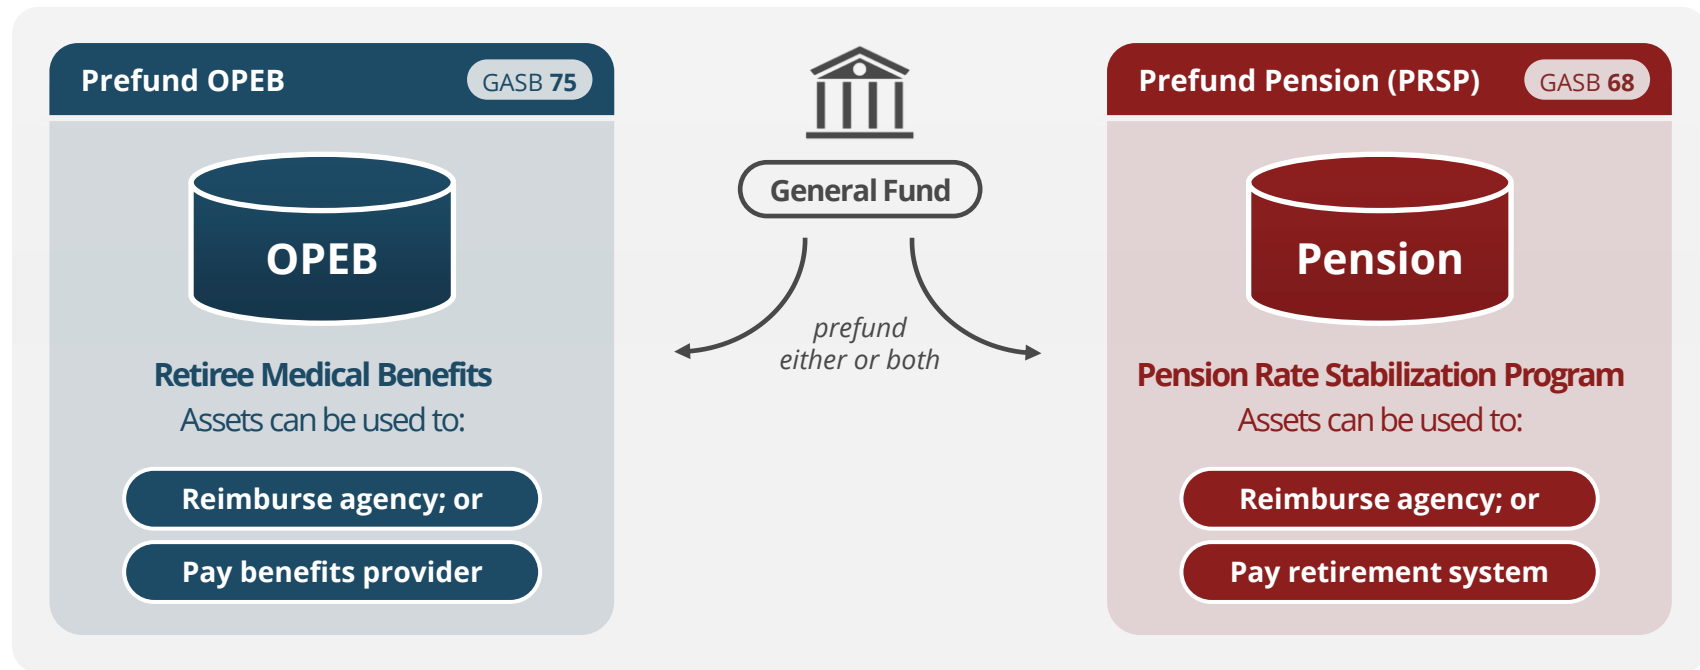 Prefund OPEB
GASB 75
OPEB
Retiree Medical Benefits
Assets can be used to:
Reimburse agency; or
Pay benefits provider
General Fund
prefund
either or both
Prefund Pension (PRSP)
GASB 68
Pension
Pension Rate Stabilization Program
Assets can be used to:
Reimburse agency; or
Pay retirement system